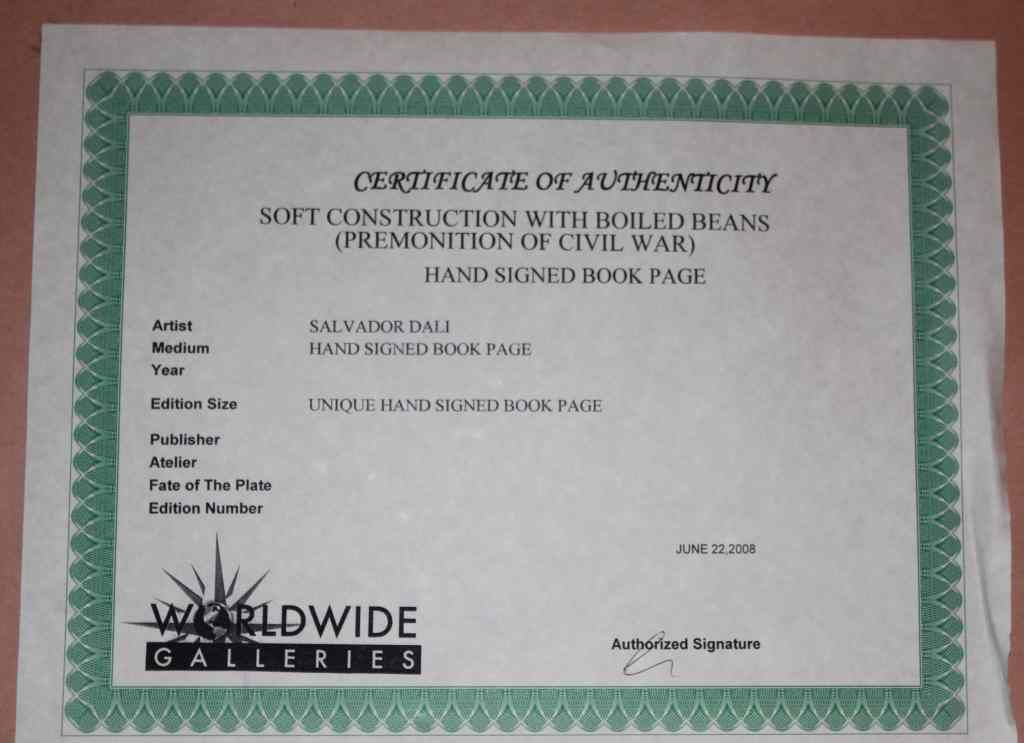 CERTIFICATE OF AUTHENTICITY
SOFT CONSTRUCTION WITH BOILED BEANS
(PREMONITION OF CIVIL WAR)
HAND SIGNED BOOK PAGE
Artist SALVADOR DALI
Medium HAND SIGNED BOOK PAGE
Year
Edition Size UNIQUE HAND SIGNED BOOK PAGE
Publisher
Atelier
Fate of The Plate
Edition Number
JUNE 22,2008
WORLDWIDE
GALLERIES
Authorized Signature